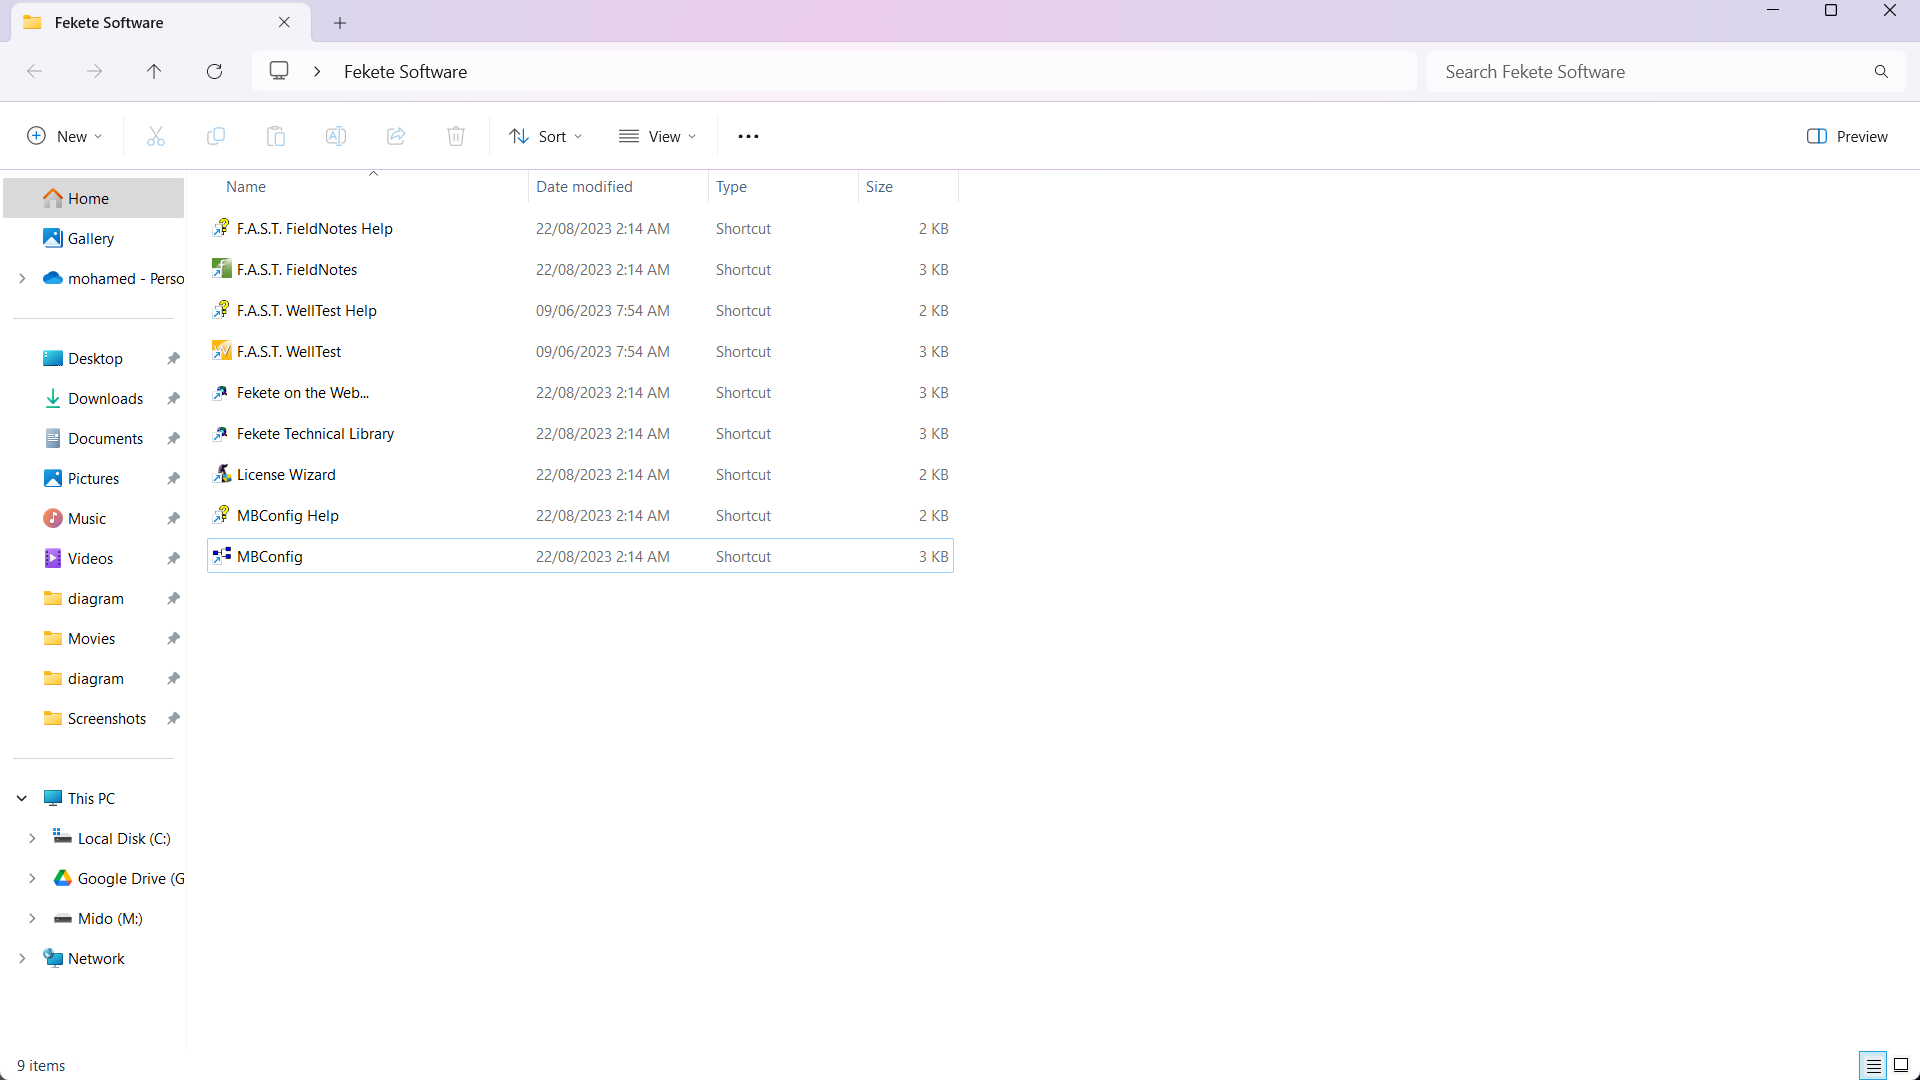 Fekete Software
Fekete Software
Search Fekete Software
New
Sort
View
Preview
Home
Gallery
mohamed - Perso
Desktop
Downloads
Documents
Pictures
Music
Videos
diagram
Movies
diagram
Screenshots
This PC
Local Disk (C:)
Google Drive (G
Mido (M:)
Network
Name Date modified Type Size
F.A.S.T. FieldNotes Help 22/08/2023 2:14 AM Shortcut 2 KB
F.A.S.T. FieldNotes 22/08/2023 2:14 AM Shortcut 3 KB
F.A.S.T. WellTest Help 09/06/2023 7:54 AM Shortcut 2 KB
F.A.S.T. WellTest 09/06/2023 7:54 AM Shortcut 3 KB
Fekete on the Web... 22/08/2023 2:14 AM Shortcut 3 KB
Fekete Technical Library 22/08/2023 2:14 AM Shortcut 3 KB
License Wizard 22/08/2023 2:14 AM Shortcut 2 KB
MBConfig Help 22/08/2023 2:14 AM Shortcut 2 KB
MBConfig 22/08/2023 2:14 AM Shortcut 3 KB
9 items